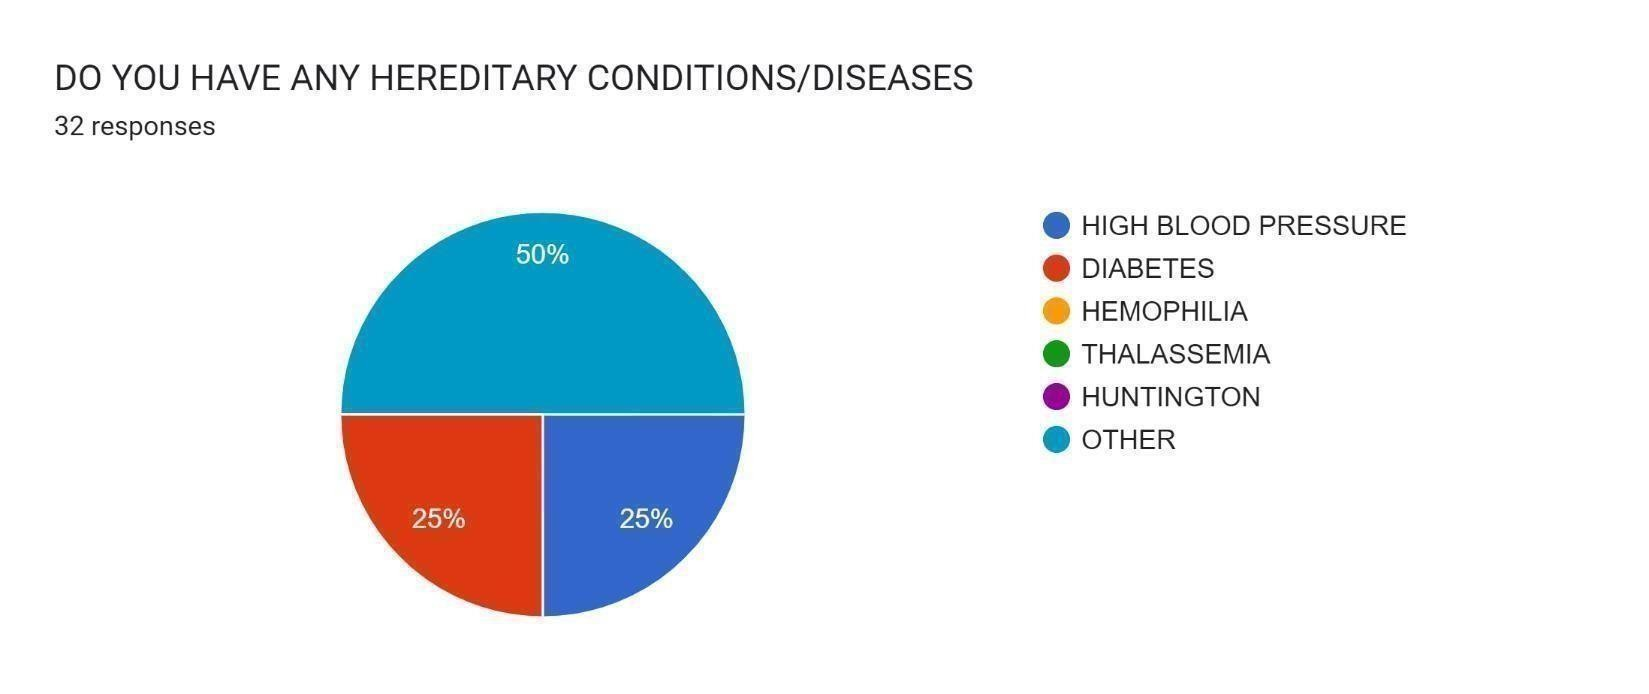 DO YOU HAVE ANY HEREDITARY CONDITIONS/DISEASES
32 responses
50%
25%
25%
HIGH BLOOD PRESSURE
DIABETES
HEMOPHILIA
THALASSEMIA
HUNTINGTON
OTHER